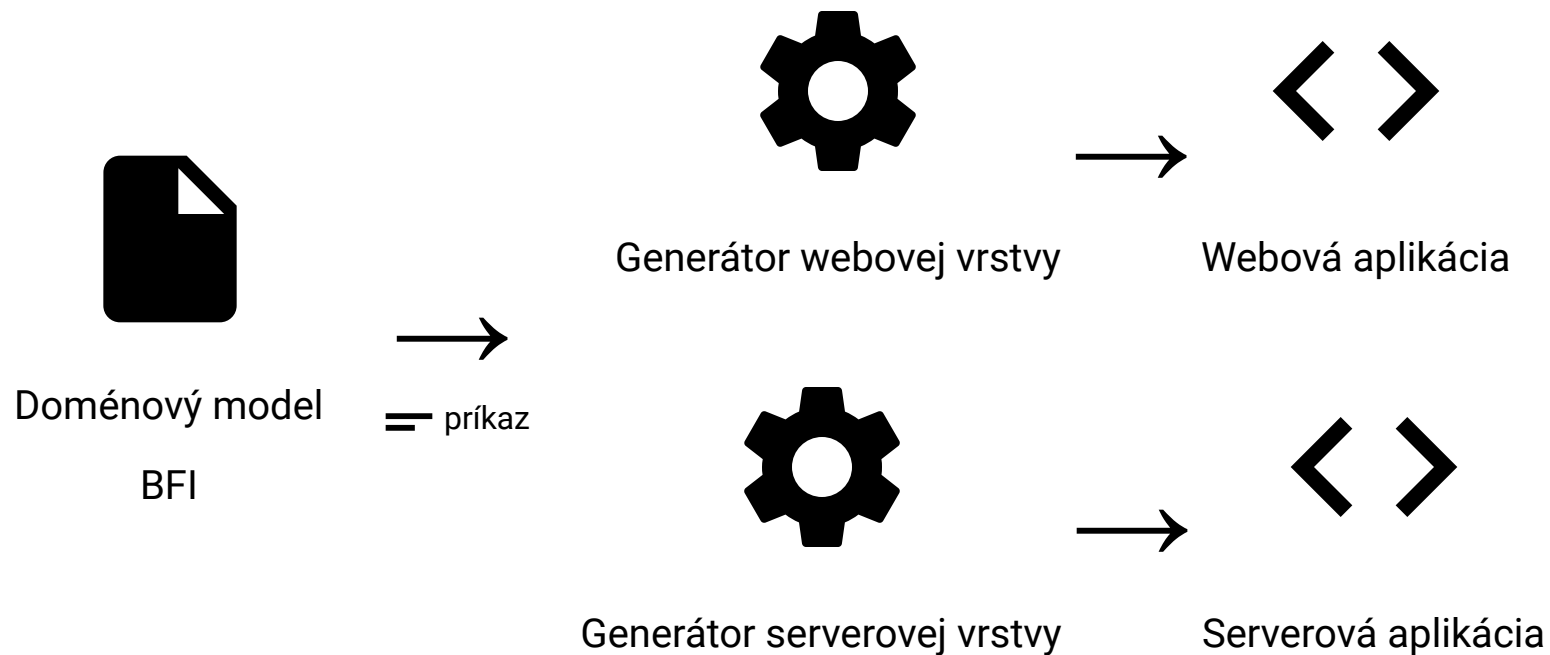 Generátor webovej vrstvy
Webová aplikácia
Doménový model
príkaz
BFI
Generátor serverovej vrstvy
Serverová aplikácia